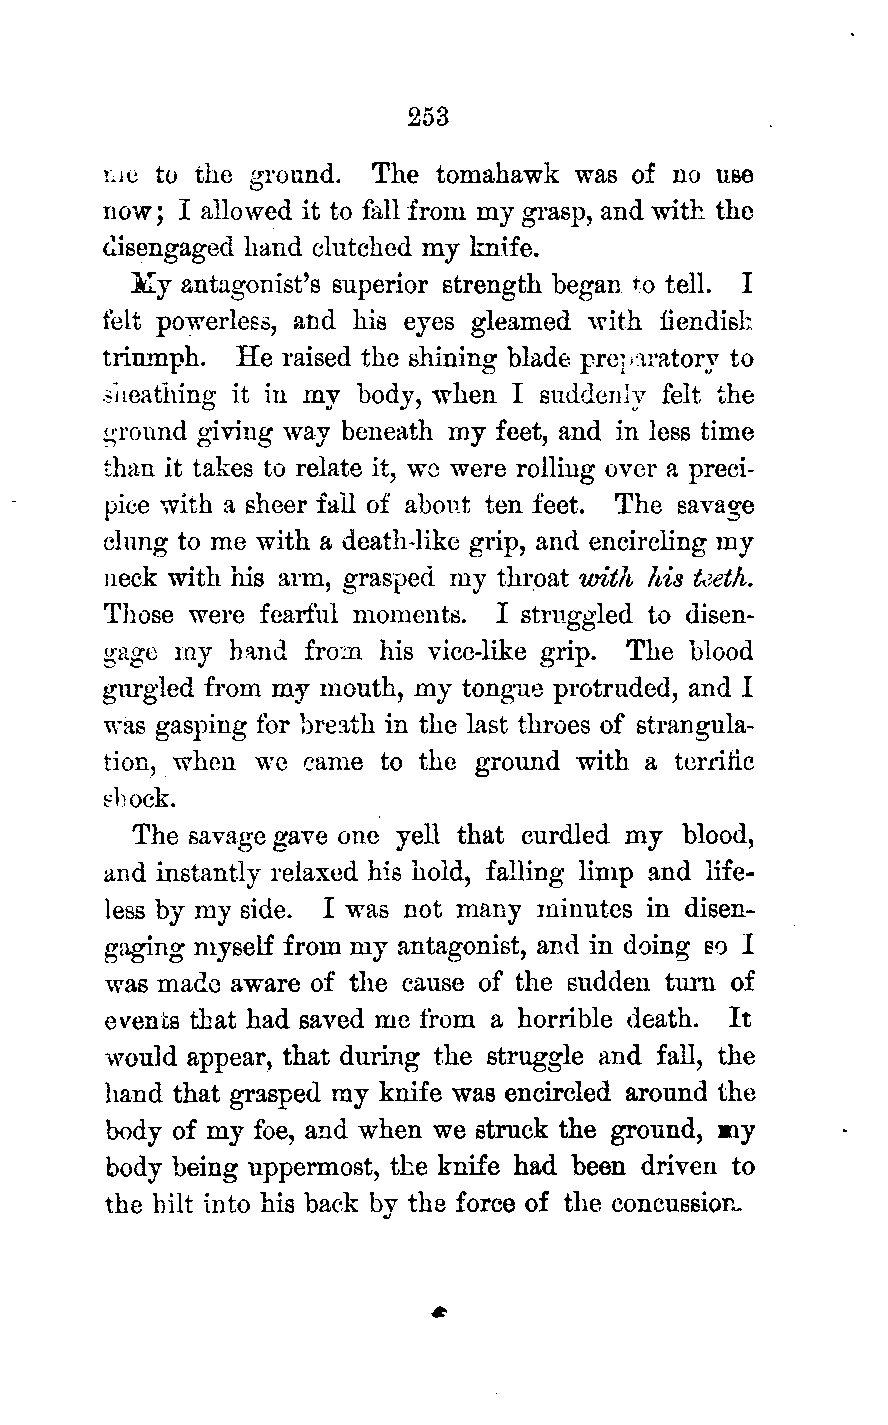 253
me to the ground. The tomahawk was of no use
now; I allowed it to fall from my grasp, and with the
disengaged hand clutched my knife.
My antagonist's superior strength began to tell. I
felt powerless, and his eyes gleamed with fiendish
triumph. He raised the shining blade preparatory to
sheathing it in my body, when I suddenly felt the
ground giving way beneath my feet, and in less time
than it takes to relate it, we were rolling over a preci-
pice with a sheer fall of about ten feet. The savage
clung to me with a death-like grip, and encircling my
neck with his arm, grasped my throat with his teeth.
Those were fearful moments. I struggled to disen-
gage my hand from his vice-like grip. The blood
gurgled from my mouth, my tongue protruded, and I
was gasping for breath in the last throes of strangula-
tion, when we came to the ground with a terrific
shock.
The savage gave one yell that curdled my blood,
and instantly relaxed his hold, falling limp and life-
less by my side. I was not many minutes in disen-
gaging myself from my antagonist, and in doing so I
was made aware of the cause of the sudden turn of
events that had saved me from a horrible death. It
would appear, that during the struggle and fall, the
hand that grasped my knife was encircled around the
body of my foe, and when we struck the ground, my
body being uppermost, the knife had been driven to
the hilt into his back by the force of the concussion.